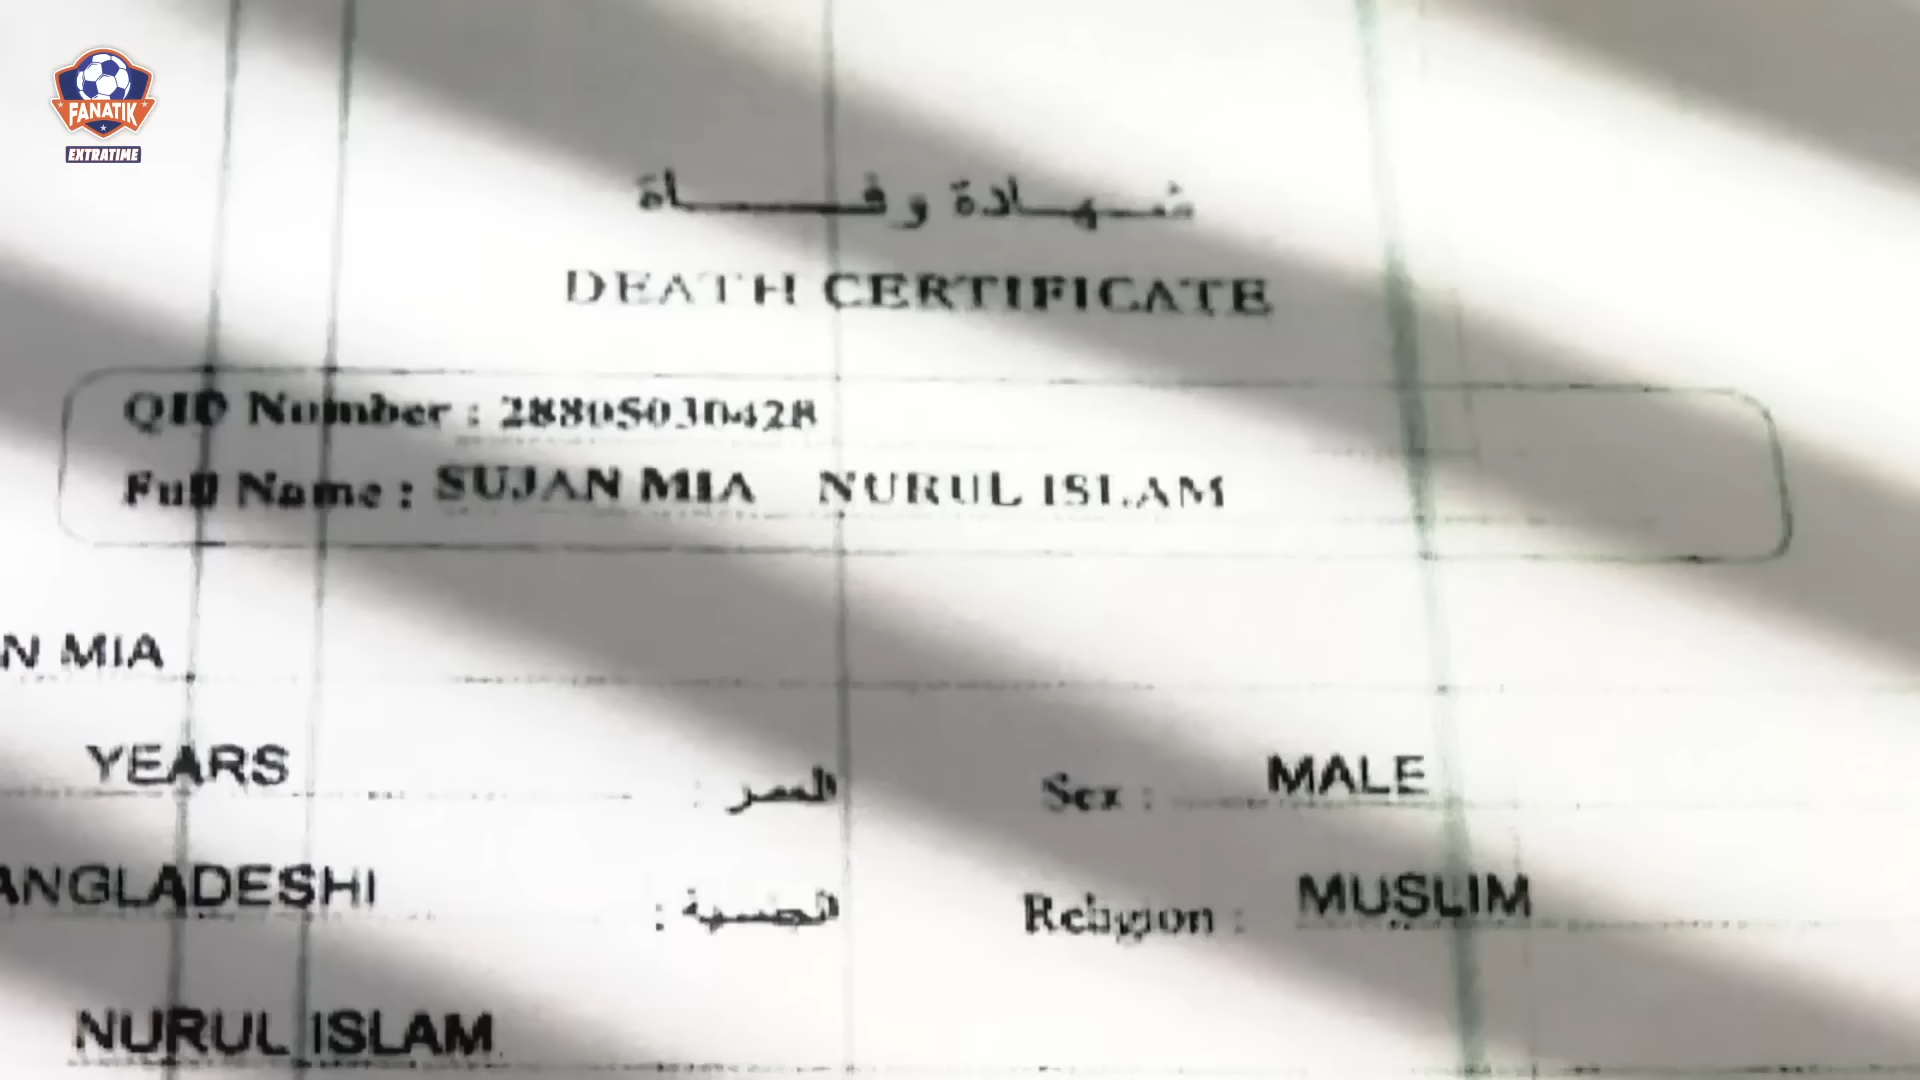 FANATIK
EXTRATIME
شهادة وفاة
DEATH CERTIFICATE
QID Number : 28805030428
Full Name : SUJAN MIA NURUL ISLAM
N MIA
YEARS العمر : Sex : MALE
ANGLADESHI الجنسية : Religion : MUSLIM
NURUL ISLAM